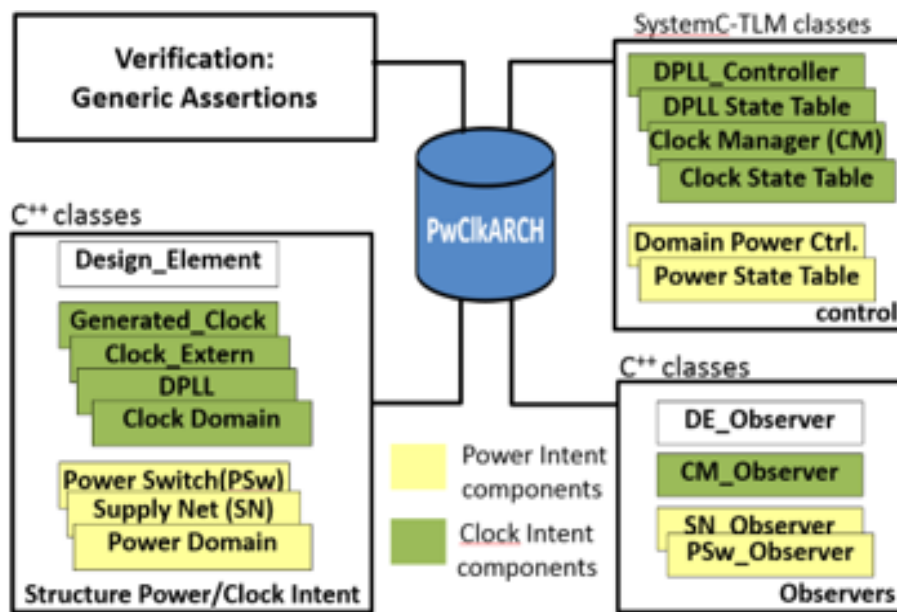 Verification:
Generic Assertions
SystemC-TLM classes
DPLL_Controller
DPLL State Table
Clock Manager (CM)
Clock State Table
Domain Power Ctrl.
Power State Table
control
PwClkARCH
C++ classes
Design_Element
Generated_Clock
Clock_Extern
DPLL
Clock Domain
Power Switch(PSw)
Supply Net (SN)
Power Domain
Structure Power/Clock Intent
Power Intent
components
Clock Intent
components
C++ classes
DE_Observer
CM_Observer
SN_Observer
PSw_Observer
Observers